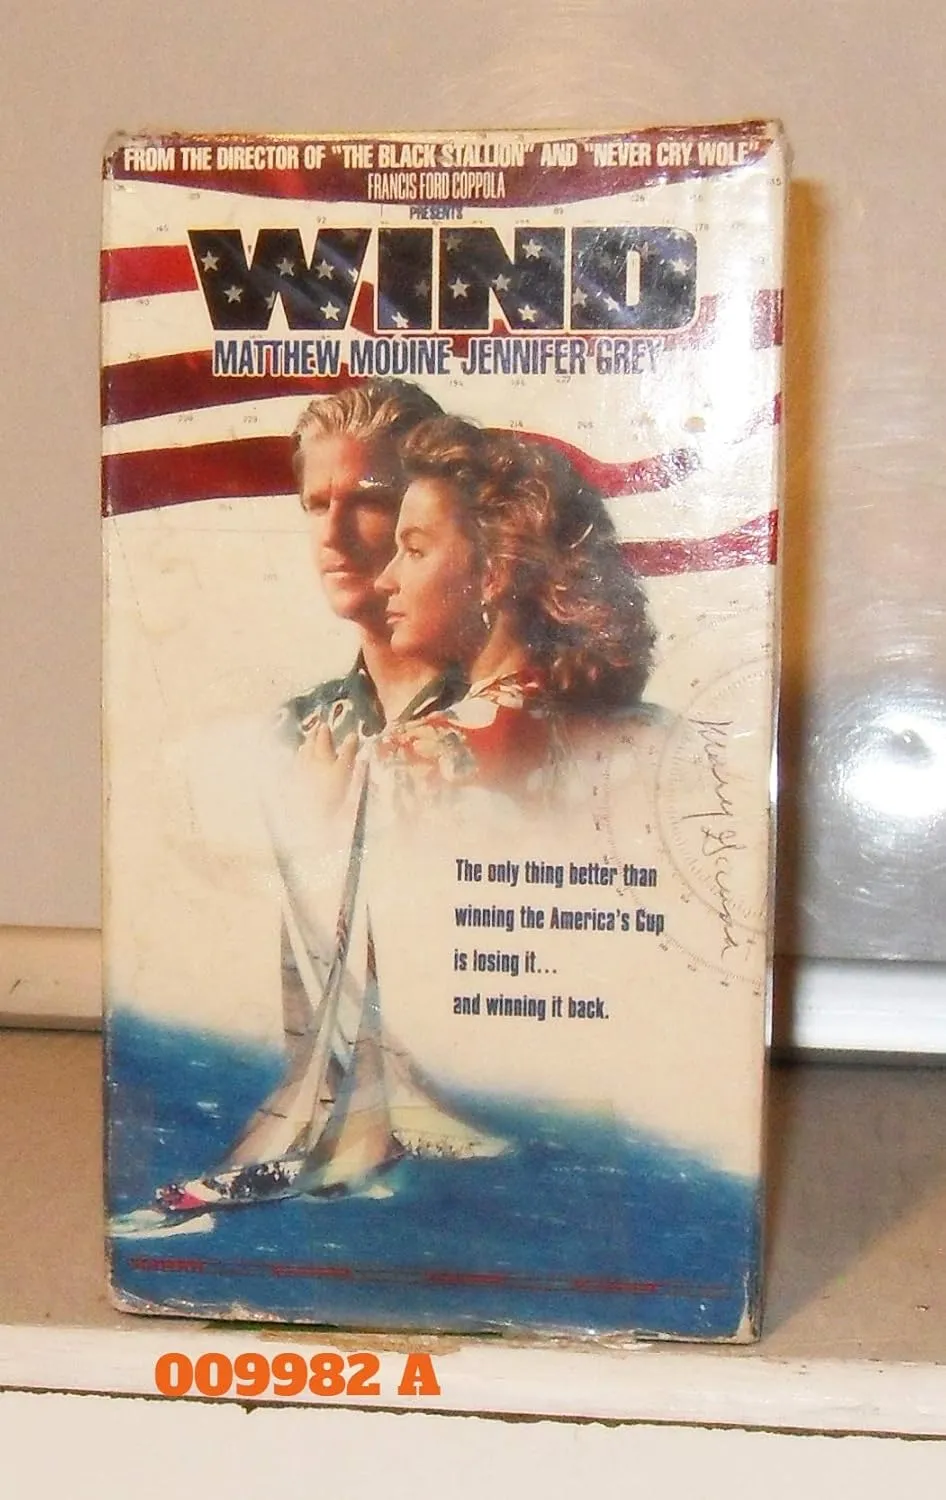 FROM THE DIRECTOR OF "THE BLACK STALLION" AND "NEVER CRY WOLF"
FRANCIS FORD COPPOLA
PRESENTS
WIND
MATTHEW MODINE JENNIFER GREY
The only thing better than
winning the America's Cup
is losing it...
and winning it back.
009982 A